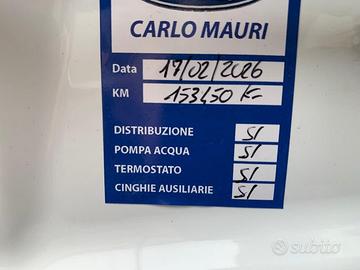 CARLO MAURI
Data 17/02/2026
KM 153450 K-
DISTRIBUZIONE SI
POMPA ACQUA SI
TERMOSTATO SI
CINGHIE AUSILIARIE SI
subito